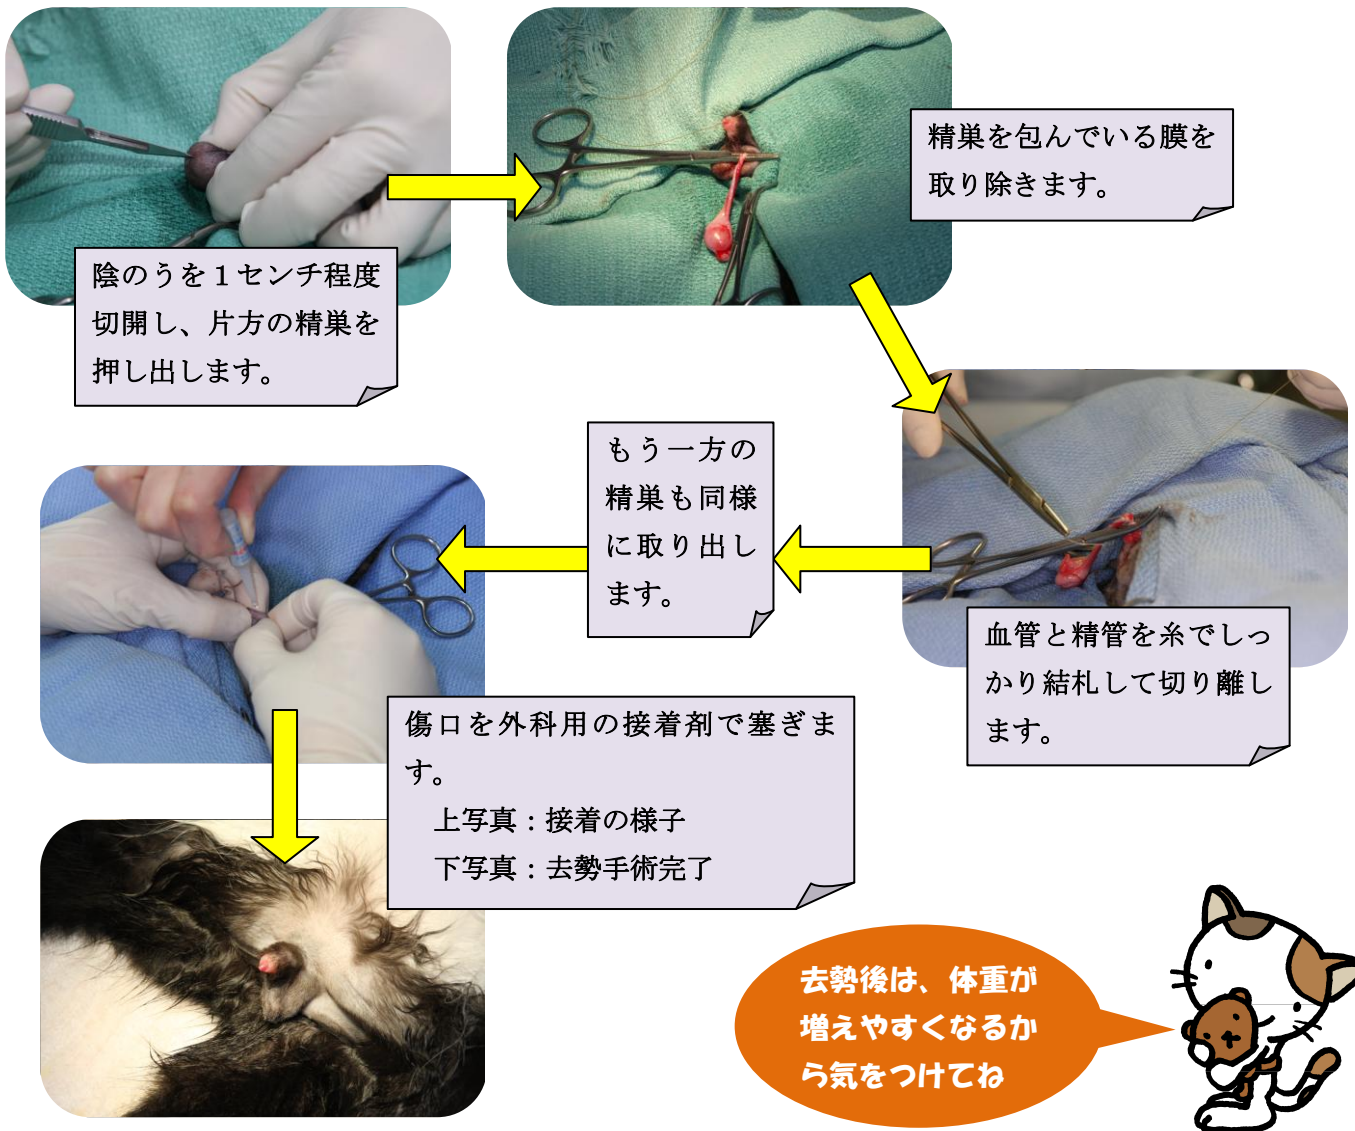 陰のうを１センチ程度
切開し、片方の精巣を
押し出します。
精巣を包んでいる膜を
取り除きます。
血管と精管を糸でしっ
かり結札して切り離し
ます。
もう一方の
精巣も同様
に取り出し
ます。
傷口を外科用の接着剤で塞ぎま
す。
上写真：接着の様子
下写真：去勢手術完了
去勢後は、体重が
増えやすくなるか
ら気をつけてね